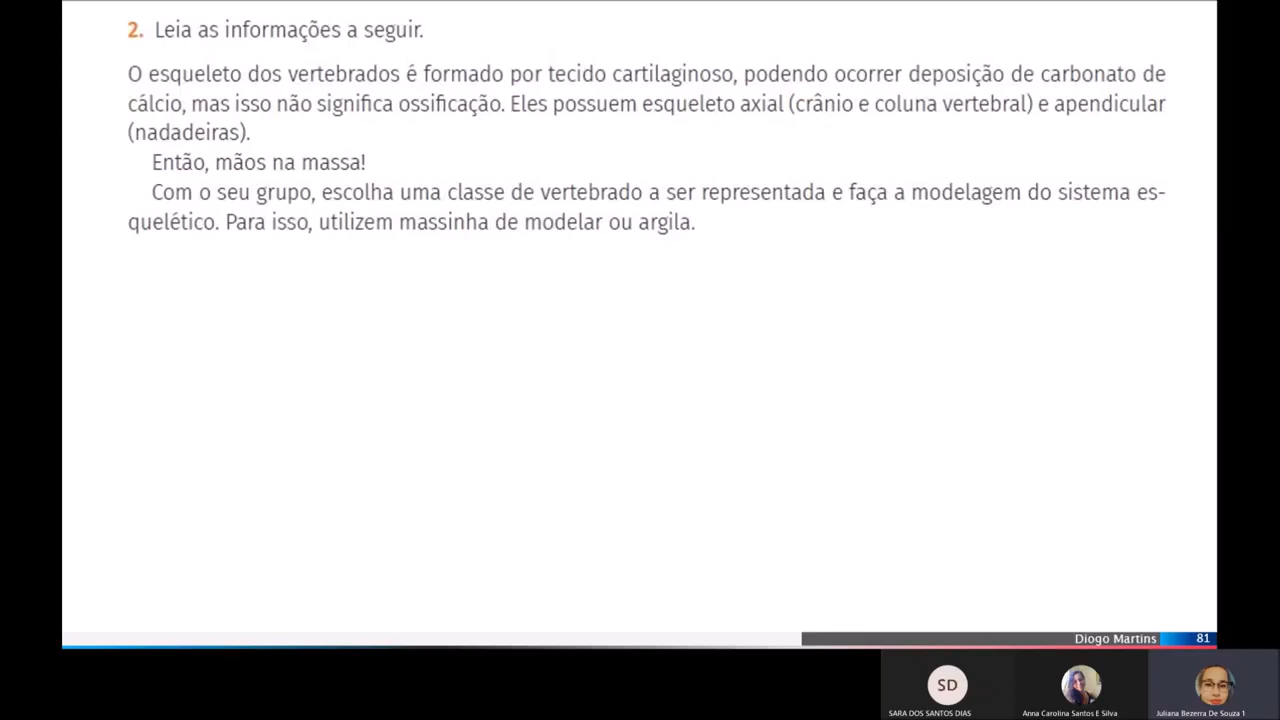 2. Leia as informações a seguir.
O esqueleto dos vertebrados é formado por tecido cartilaginoso, podendo ocorrer deposição de carbonato de
cálcio, mas isso não significa ossificação. Eles possuem esqueleto axial (crânio e coluna vertebral) e apendicular
(nadadeiras).
Então, mãos na massa!
Com o seu grupo, escolha uma classe de vertebrado a ser representada e faça a modelagem do sistema es-
quelético. Para isso, utilizem massinha de modelar ou argila.
Diogo Martins 81
SD
SARA DOS SANTOS DIAS
Anna Carolina Santos E Silva
Juliana Bezerra De Souza 1